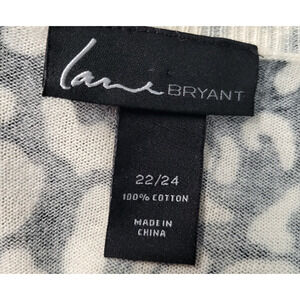 Lane BRYANT
22/24
100% COTTON
MADE IN
CHINA